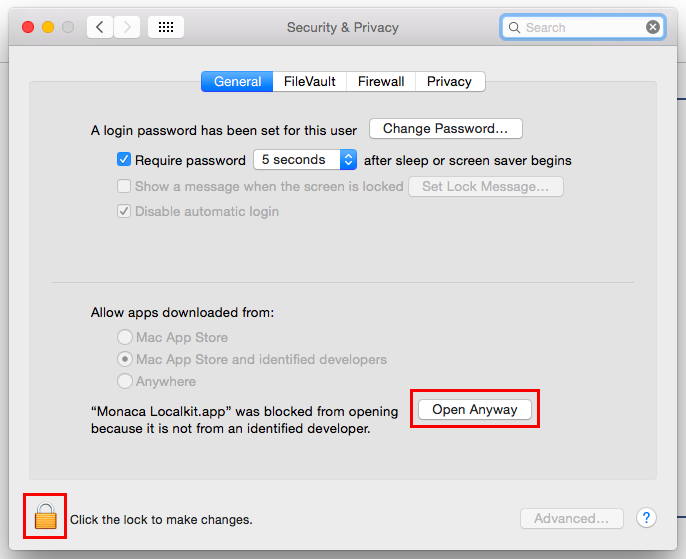 Security & Privacy
Search
General FileVault Firewall Privacy
A login password has been set for this user Change Password...
Require password 5 seconds after sleep or screen saver begins
Show a message when the screen is locked Set Lock Message...
Disable automatic login
Allow apps downloaded from:
Mac App Store
Mac App Store and identified developers
Anywhere
“Monaca Localkit.app” was blocked from opening Open Anyway
because it is not from an identified developer.
Click the lock to make changes. Advanced... ?